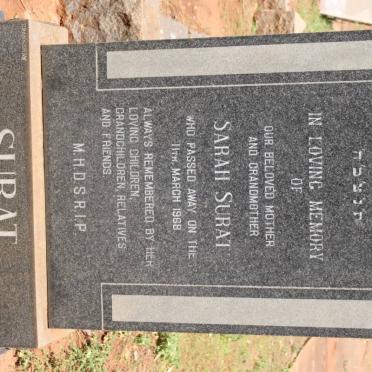 ת נ צ ב ה
IN LOVING MEMORY
OF
OUR BELOVED MOTHER
AND GRANDMOTHER
SARAH SURAT
WHO PASSED AWAY ON THE
11TH. MARCH 1968
ALWAYS REMEMBERED BY HER
LOVING CHILDREN,
GRANDCHILDREN, RELATIVES
AND FRIENDS.
M.H.D.S.R.I.P.
SURAT